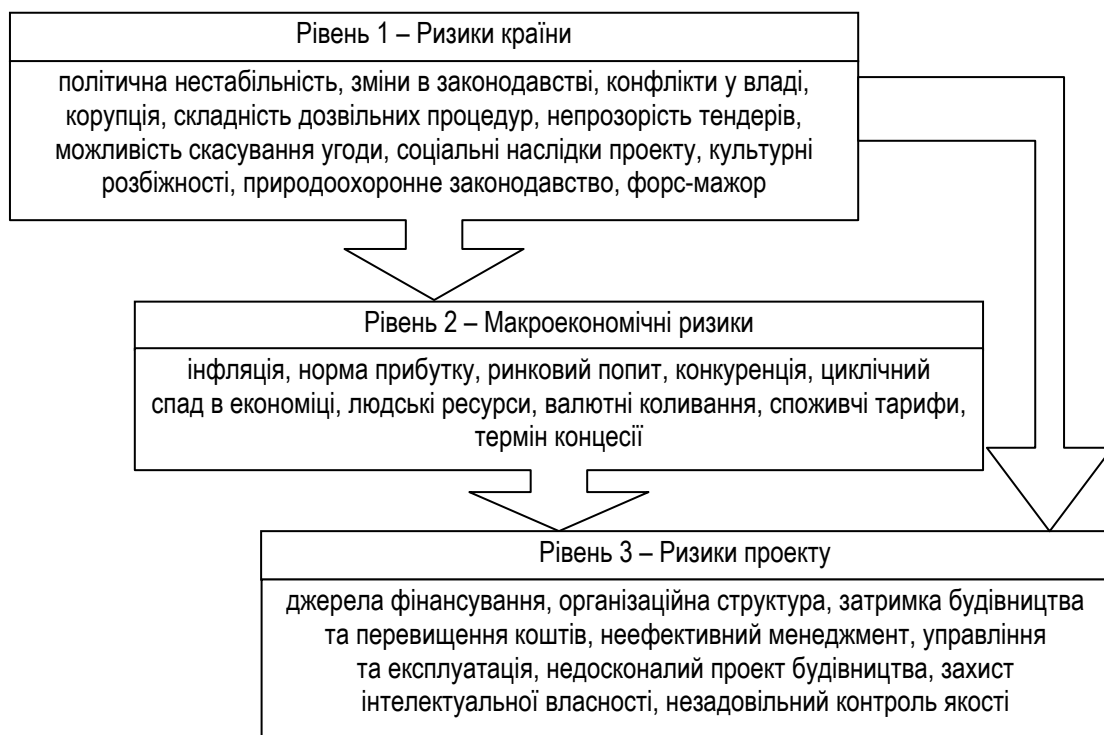 Рівень 1 – Ризики країни
політична нестабільність, зміни в законодавстві, конфлікти у владі,
корупція, складність дозвільних процедур, непрозорість тендерів,
можливість скасування угоди, соціальні наслідки проекту, культурні
розбіжності, природоохоронне законодавство, форс-мажор
Рівень 2 – Макроекономічні ризики
інфляція, норма прибутку, ринковий попит, конкуренція, циклічний
спад в економіці, людські ресурси, валютні коливання, споживчі тарифи,
термін концесії
Рівень 3 – Ризики проекту
джерела фінансування, організаційна структура, затримка будівництва
та перевищення коштів, неефективний менеджмент, управління
та експлуатація, недосконалий проект будівництва, захист
інтелектуальної власності, незадовільний контроль якості